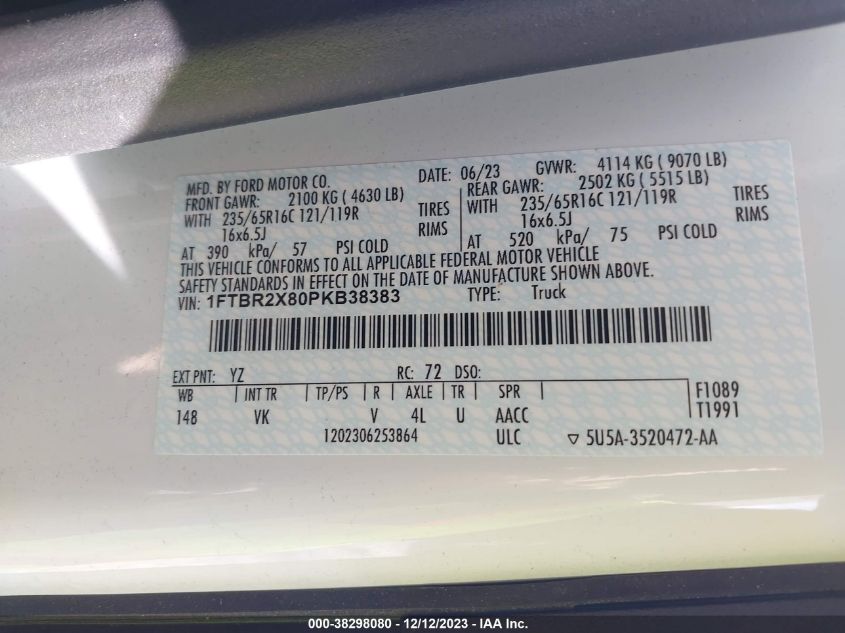 MFD. BY FORD MOTOR CO. DATE: 06/23 GVWR: 4114 KG ( 9070 LB)
FRONT GAWR: 2100 KG ( 4630 LB) REAR GAWR: 2502 KG ( 5515 LB)
WITH 235/65R16C 121/119R TIRES WITH 235/65R16C 121/119R TIRES
16x6.5J RIMS 16x6.5J RIMS
AT 390 kPa/ 57 PSI COLD AT 520 kPa/ 75 PSI COLD
THIS VEHICLE CONFORMS TO ALL APPLICABLE FEDERAL MOTOR VEHICLE
SAFETY STANDARDS IN EFFECT ON THE DATE OF MANUFACTURE SHOWN ABOVE.
VIN: 1FTBR2X80PKB38383 TYPE: Truck
EXT PNT: YZ RC: 72 DSO:
WB INT TR TP/PS R AXLE TR SPR F1089
148 VK V 4L U AACC T1991
1202306253864 ULC ▽ 5U5A-3520472-AA
000-38298080 - 12/12/2023 - IAA Inc.